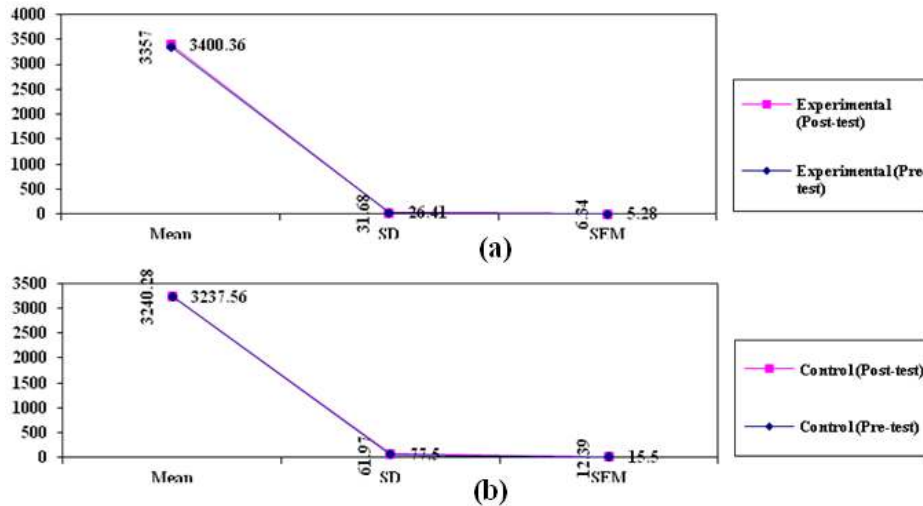 4000
3500
3000
2500
2000
1500
1000
500
0
3357
3400.36
31.68
26.41
6.34
5.28
Mean
SD
SEM
Experimental
(Post-test)
Experimental (Pre-
test)
(a)
3500
3000
2500
2000
1500
1000
500
0
3240.28
3237.56
61.97
77.5
12.39
15.5
Mean
SD
SEM
Control (Post-test)
Control (Pre-test)
(b)